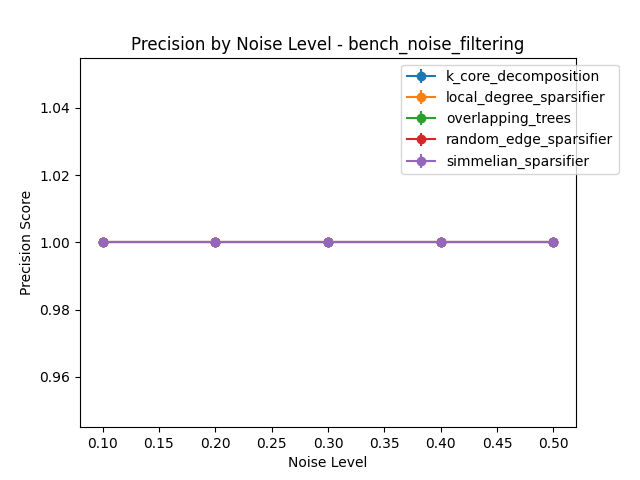 Precision by Noise Level - bench_noise_filtering
k_core_decomposition
local_degree_sparsifier
overlapping_trees
random_edge_sparsifier
simmelian_sparsifier
Precision Score
1.04
1.02
1.00
0.98
0.96
0.10 0.15 0.20 0.25 0.30 0.35 0.40 0.45 0.50
Noise Level